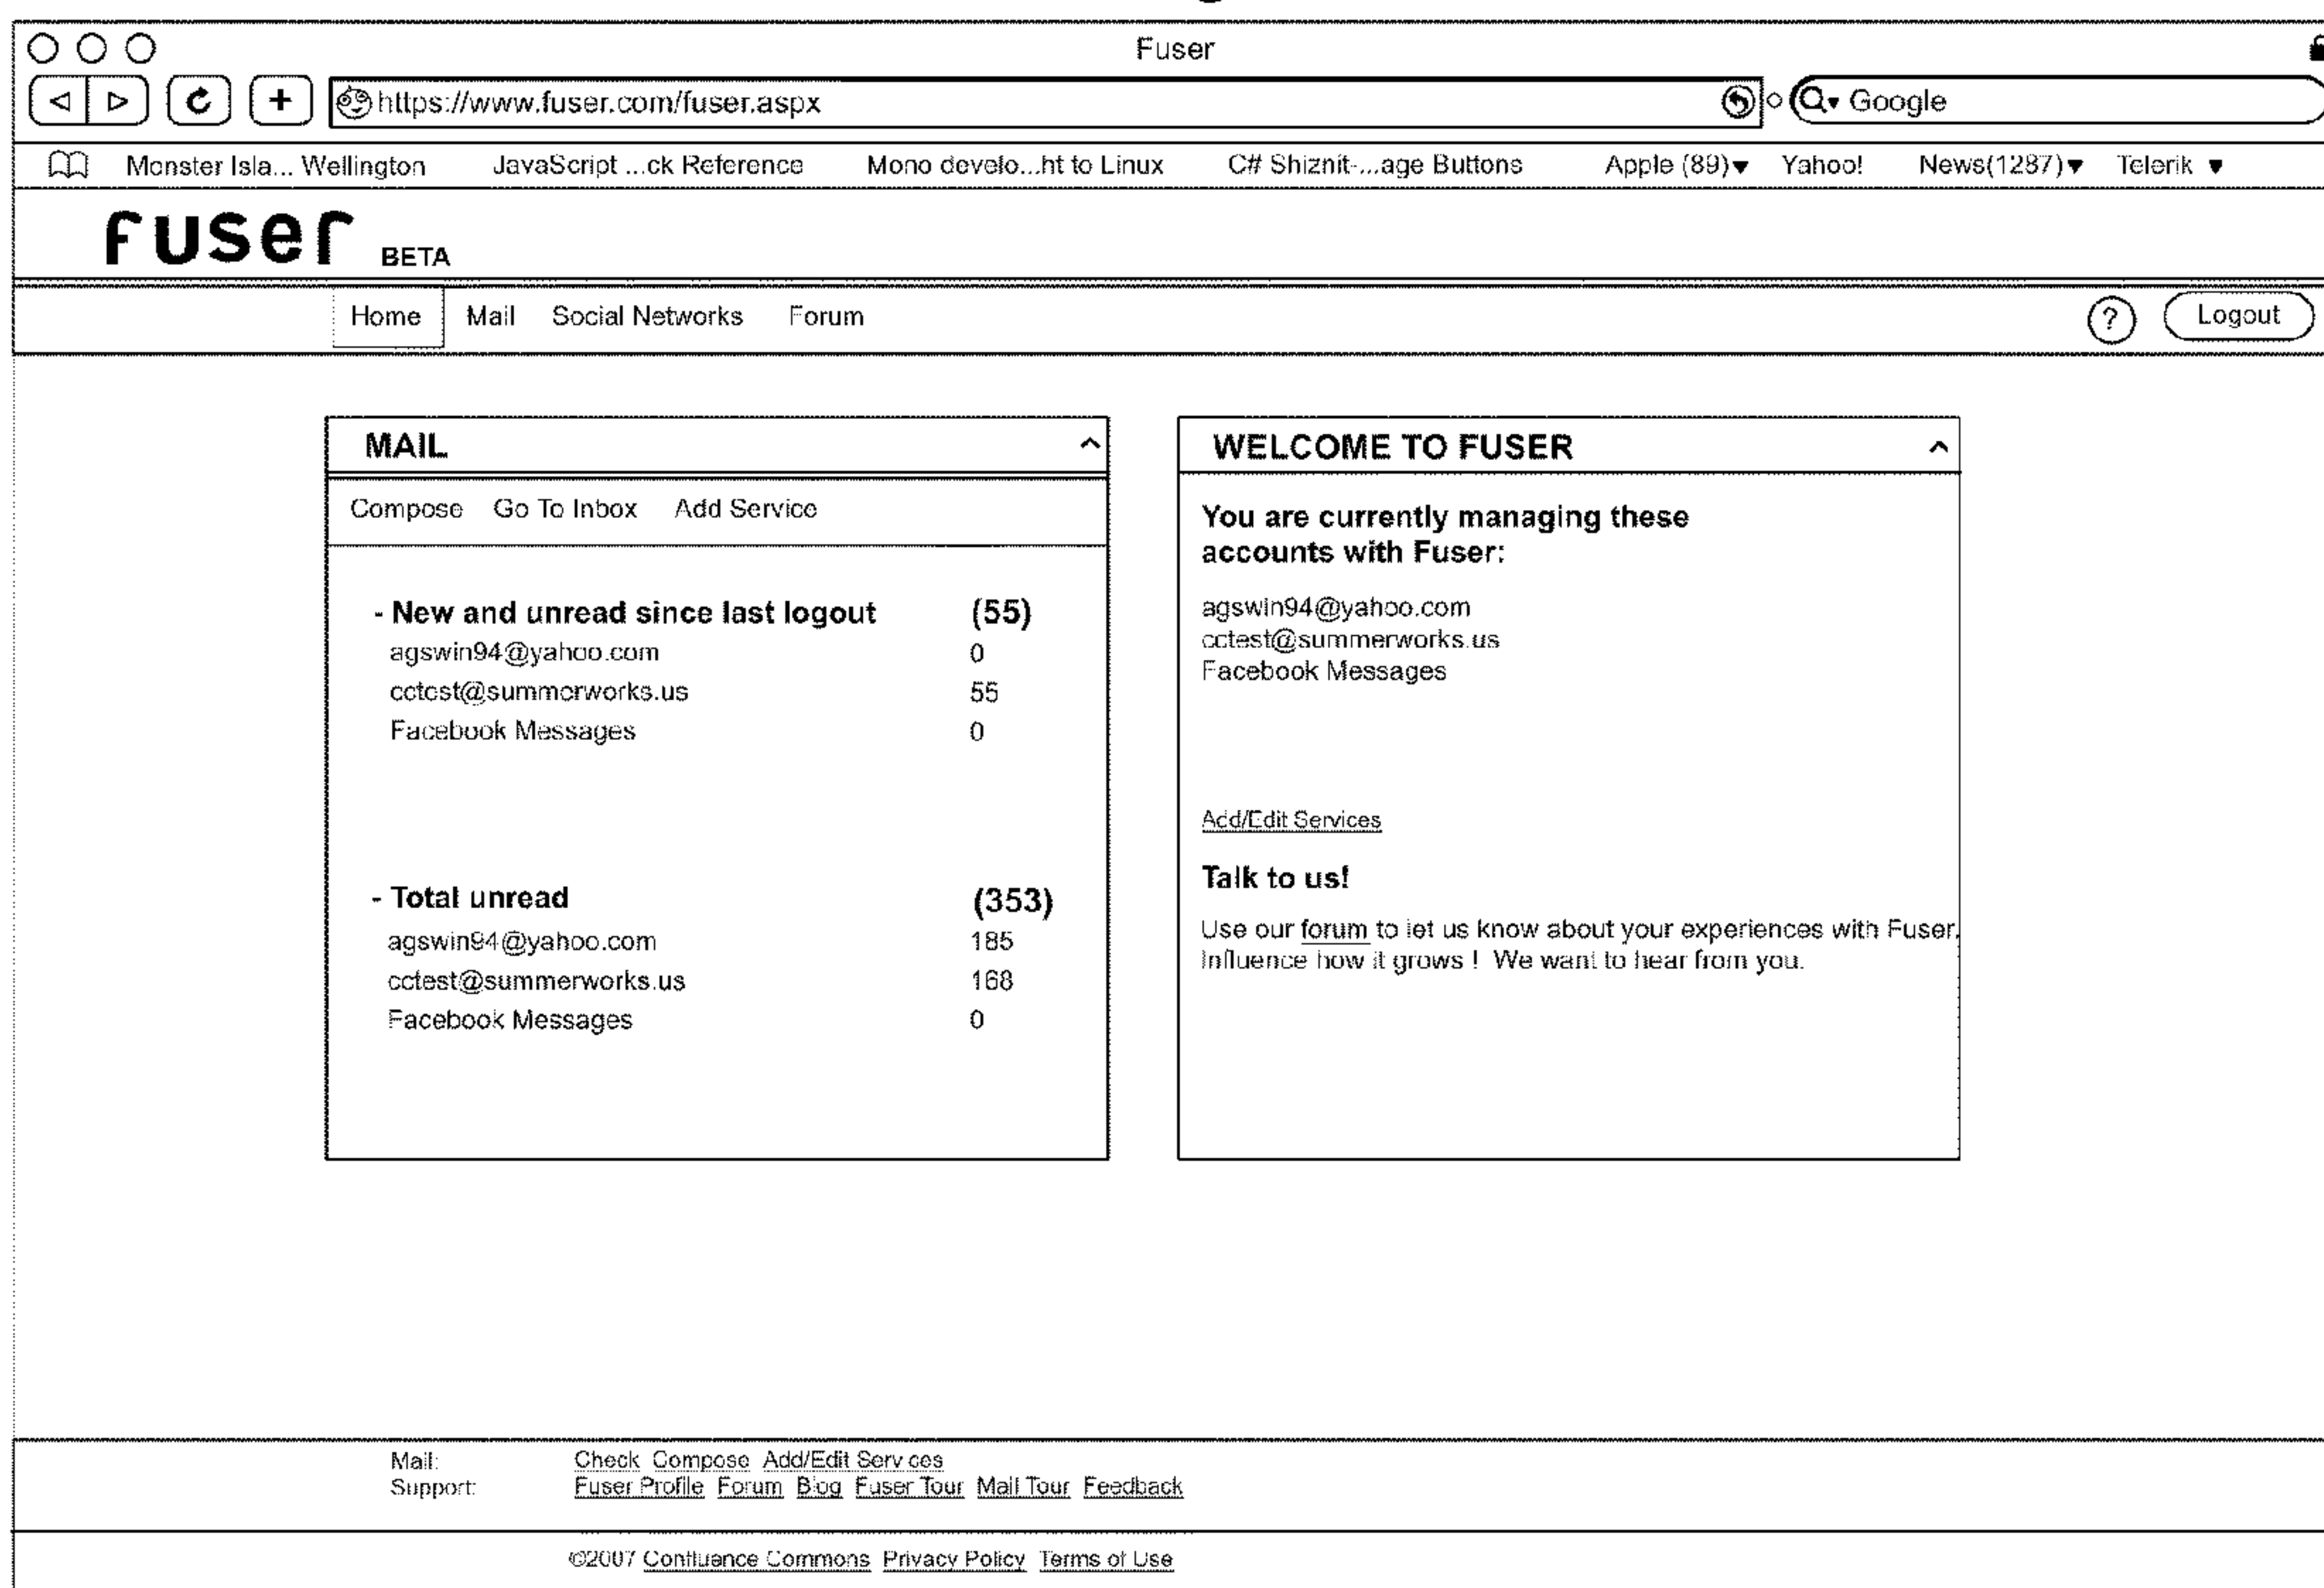 Fuser
https://www.fuser.com/fuser.aspx
Google
Monster Isla... Wellington JavaScript ...ck Reference Mono develo...ht to Linux C# Shiznit-...age Buttons Apple (89)▾ Yahoo! News(1287)▾ Telerik ▾
fuser BETA
Home Mail Social Networks Forum ? Logout
MAIL
Compose Go To Inbox Add Service
- New and unread since last logout (55)
agswin94@yahoo.com 0
cctest@summerworks.us 55
Facebook Messages 0
- Total unread (353)
agswin94@yahoo.com 185
cctest@summerworks.us 168
Facebook Messages 0
WELCOME TO FUSER
You are currently managing these
accounts with Fuser:
agswin94@yahoo.com
cctest@summerworks.us
Facebook Messages
Add/Edit Services
Talk to us!
Use our forum to let us know about your experiences with Fuser.
Influence how it grows ! We want to hear from you.
Mail: Check Compose Add/Edit Services
Support: Fuser Profile Forum Blog Fuser Tour Mail Tour Feedback
©2007 Confluence Commons Privacy Policy Terms of Use